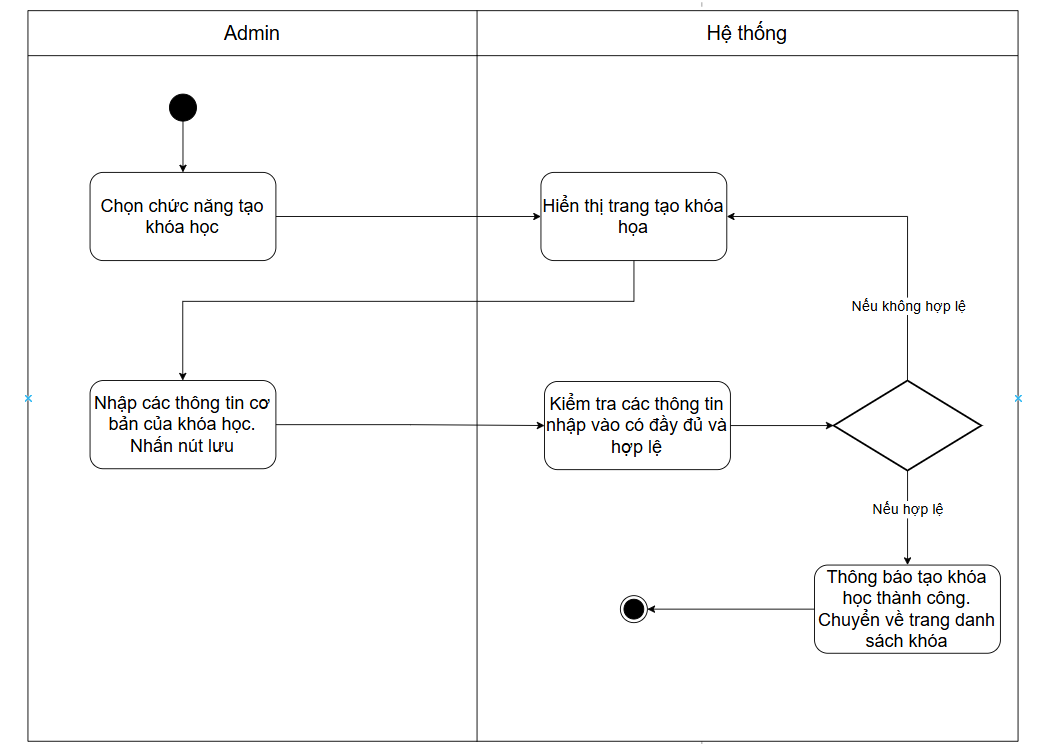 Admin
Hệ thống
Chọn chức năng tạo
khóa học
Hiển thị trang tạo khóa
họa
Nếu không hợp lệ
Nhập các thông tin cơ
bản của khóa học.
Nhấn nút lưu
Kiểm tra các thông tin
nhập vào có đầy đủ và
hợp lệ
Nếu hợp lệ
Thông báo tạo khóa
học thành công.
Chuyển về trang danh
sách khóa